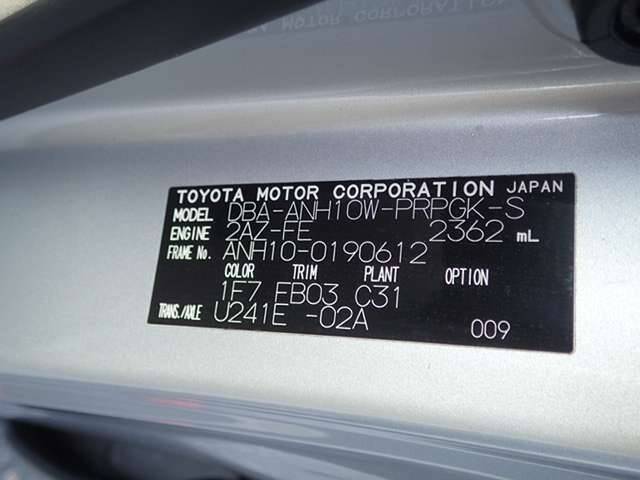 TOYOTA MOTOR CORPORATION JAPAN
MODEL DBA-ANH10W-PRPGK-S
ENGINE 2AZ-FE 2362 mL
FRAME No. ANH10-0190612
COLOR TRIM PLANT OPTION
1F7 FB03 C31
TRANS./AXLE U241E -02A
009